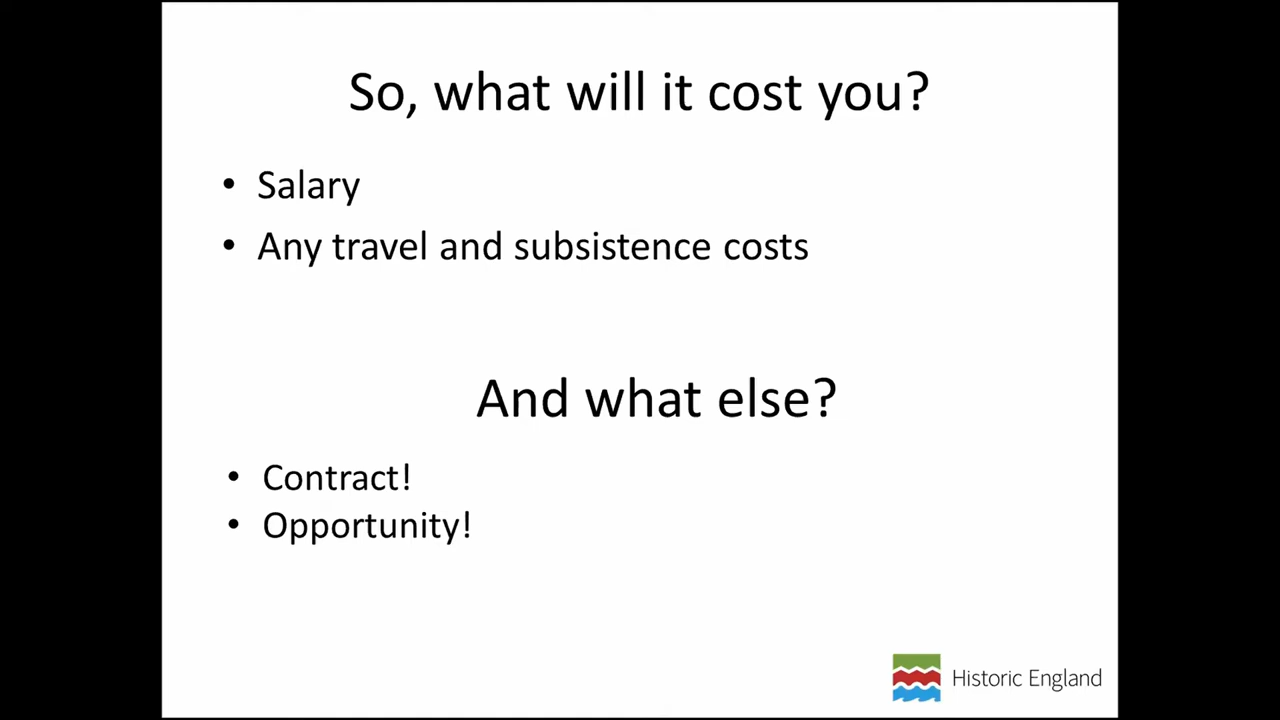 So, what will it cost you?
• Salary
• Any travel and subsistence costs
And what else?
• Contract!
• Opportunity!
Historic England